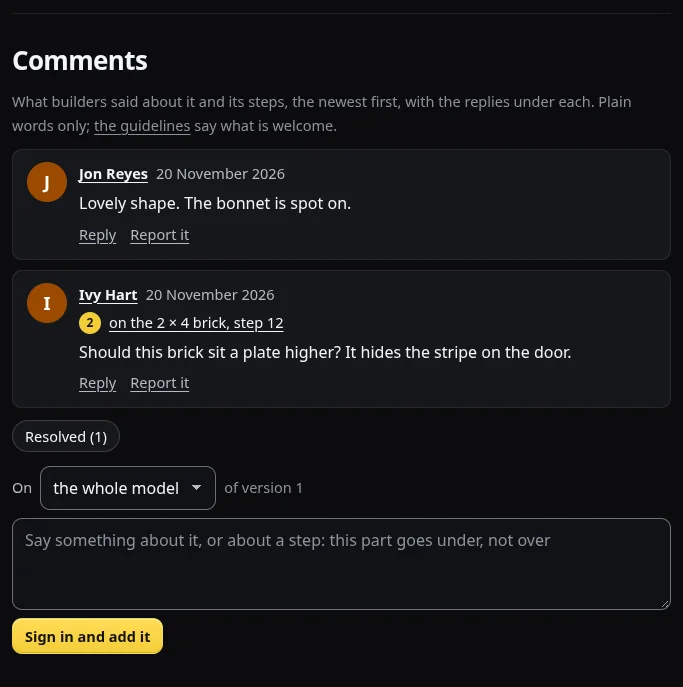 Comments
What builders said about it and its steps, the newest first, with the replies under each. Plain
words only; the guidelines say what is welcome.
J
Jon Reyes 20 November 2026
Lovely shape. The bonnet is spot on.
Reply Report it
I
Ivy Hart 20 November 2026
2 on the 2 × 4 brick, step 12
Should this brick sit a plate higher? It hides the stripe on the door.
Reply Report it
Resolved (1)
On the whole model of version 1
Say something about it, or about a step: this part goes under, not over
Sign in and add it